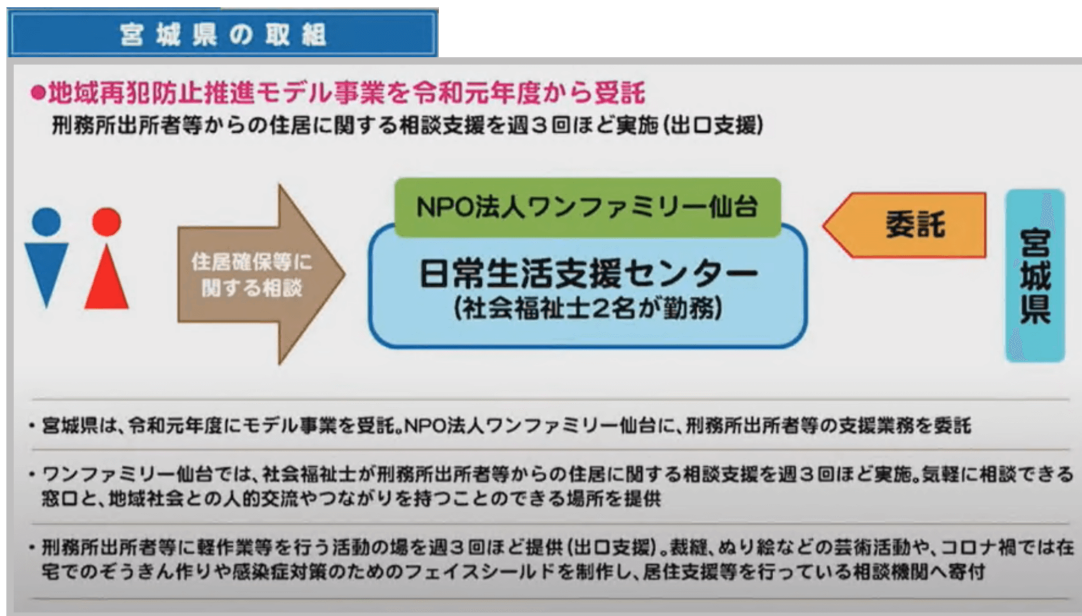 宮城県の取組
●地域再犯防止推進モデル事業を令和元年度から受託
刑務所出所者等からの住居に関する相談支援を週3回ほど実施(出口支援)
住居確保等に
関する相談
NPO法人ワンファミリー仙台
日常生活支援センター
(社会福祉士2名が勤務)
委託
宮城県
・宮城県は、令和元年度にモデル事業を受託。NPO法人ワンファミリー仙台に、刑務所出所者等の支援業務を委託
・ワンファミリー仙台では、社会福祉士が刑務所出所者等からの住居に関する相談支援を週3回ほど実施。気軽に相談できる
窓口と、地域社会との人的交流やつながりを持つことのできる場所を提供
・刑務所出所者等に軽作業等を行う活動の場を週3回ほど提供(出口支援)。裁縫、ぬり絵などの芸術活動や、コロナ禍では在
宅でのぞうきん作りや感染症対策のためのフェイスシールドを制作し、居住支援等を行っている相談機関へ寄付